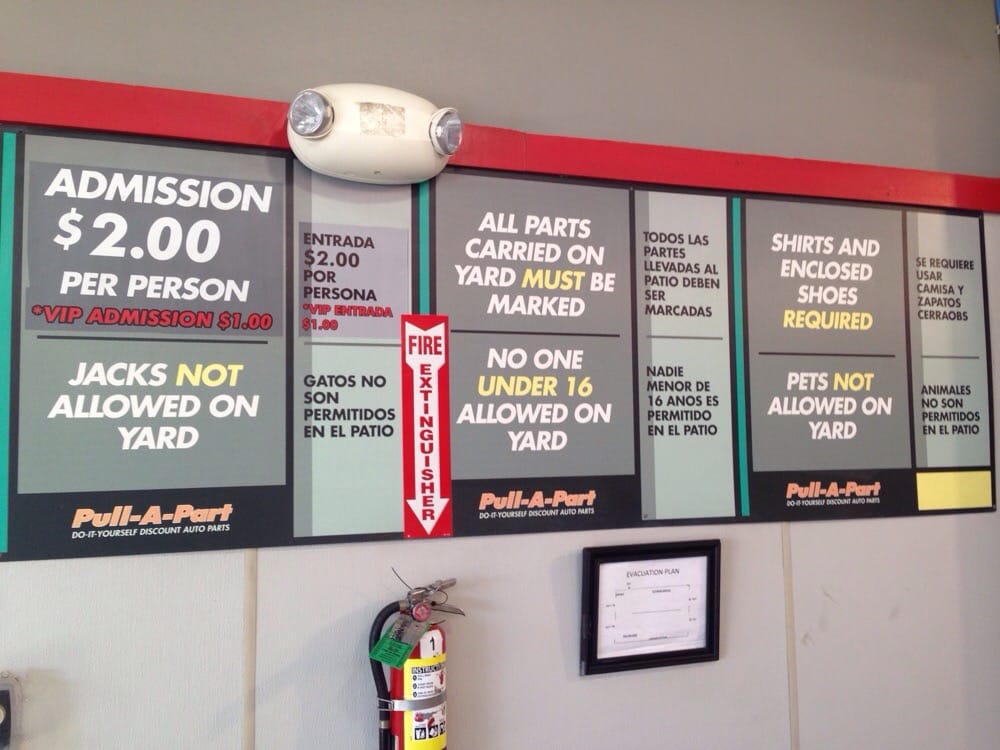 ADMISSION
$2.00
PER PERSON
*VIP ADMISSION $1.00
JACKS NOT
ALLOWED ON
YARD
Pull-A-Part
DO-IT-YOURSELF DISCOUNT AUTO PARTS
ENTRADA
$2.00
POR
PERSONA
*VIP ENTRADA
$1.00
GATOS NO
SON
PERMITIDOS
EN EL PATIO
FIRE
EXTINGUISHER
ALL PARTS
CARRIED ON
YARD MUST BE
MARKED
NO ONE
UNDER 16
ALLOWED ON
YARD
Pull-A-Part
DO-IT-YOURSELF DISCOUNT AUTO PARTS
TODOS LAS
PARTES
LLEVADAS AL
PATIO DEBEN
SER
MARCADAS
NADIE
MENOR DE
16 ANOS ES
PERMITIDO
EN EL PATIO
SHIRTS AND
ENCLOSED
SHOES
REQUIRED
PETS NOT
ALLOWED ON
YARD
Pull-A-Part
DO-IT-YOURSELF DISCOUNT AUTO PARTS
SE REQUIERE
USAR
CAMISA Y
ZAPATOS
CERRAOBS
ANIMALES
NO SON
PERMITIDOS
EN EL PATIO
EVACUATION PLAN
1